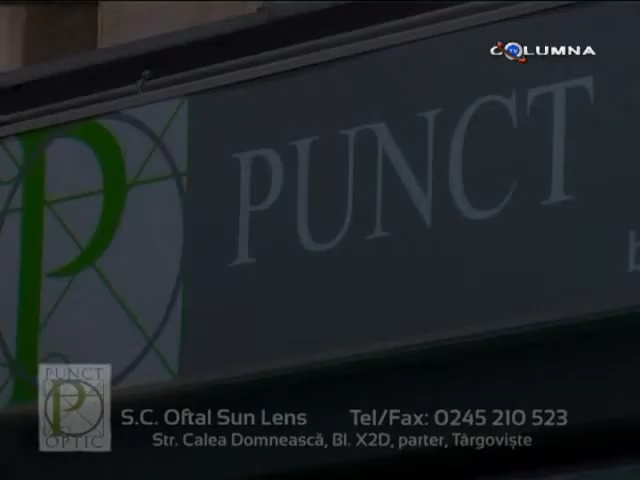 COLUMNA
PUNCT
P
PUNCT
P
OPTIC
S.C. Oftal Sun Lens Tel/Fax: 0245 210 523
Str. Calea Domnească, Bl. X2D, parter, Târgoviște